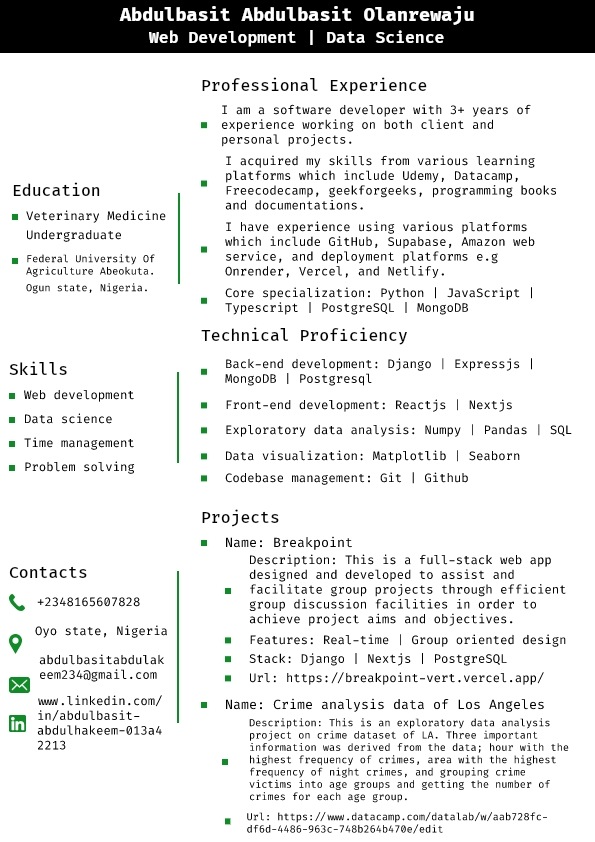 Abdulbasit Abdulbasit Olanrewaju
Web Development | Data Science
Education
Veterinary Medicine
Undergraduate
Federal University Of
Agriculture Abeokuta.
Ogun state, Nigeria.
Skills
Web development
Data science
Time management
Problem solving
Contacts
+2348165607828
Oyo state, Nigeria
abdulbasitabdulak
eem234@gmail.com
www.linkedin.com/
in/abdulbasit-
abdulhakeem-013a4
2213
Professional Experience
I am a software developer with 3+ years of
experience working on both client and
personal projects.
I acquired my skills from various learning
platforms which include Udemy, Datacamp,
Freecodecamp, geekforgeeks, programming books
and documentations.
I have experience using various platforms
which include GitHub, Supabase, Amazon web
service, and deployment platforms e.g
Onrender, Vercel, and Netlify.
Core specialization: Python | JavaScript |
Typescript | PostgreSQL | MongoDB
Technical Proficiency
Back-end development: Django | Expressjs |
MongoDB | Postgresql
Front-end development: Reactjs | Nextjs
Exploratory data analysis: Numpy | Pandas | SQL
Data visualization: Matplotlib | Seaborn
Codebase management: Git | Github
Projects
Name: Breakpoint
Description: This is a full-stack web app
designed and developed to assist and
facilitate group projects through efficient
group discussion facilities in order to
achieve project aims and objectives.
Features: Real-time | Group oriented design
Stack: Django | Nextjs | PostgreSQL
Url: https://breakpoint-vert.vercel.app/
Name: Crime analysis data of Los Angeles
Description: This is an exploratory data analysis
project on crime dataset of LA. Three important
information was derived from the data; hour with the
highest frequency of crimes, area with the highest
frequency of night crimes, and grouping crime
victims into age groups and getting the number of
crimes for each age group.
Url: https://www.datacamp.com/datalab/w/aab728fc-
df6d-4486-963c-748b264b470e/edit